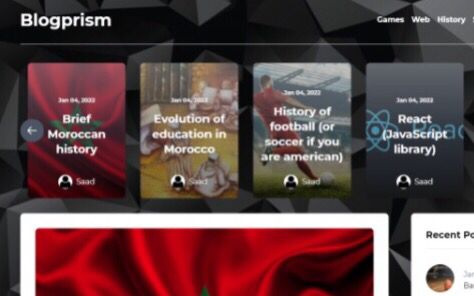 Blogprism
Games Web History
Jan 04, 2022
Brief
Moroccan
history
Saad
Jan 04, 2022
Evolution of
education in
Morocco
Saad
Jan 04, 2022
History of
football (or
soccer if you
are american)
Saad
Jan 04, 2022
React
(JavaScript
library)
Saad
Recent Po
Jan